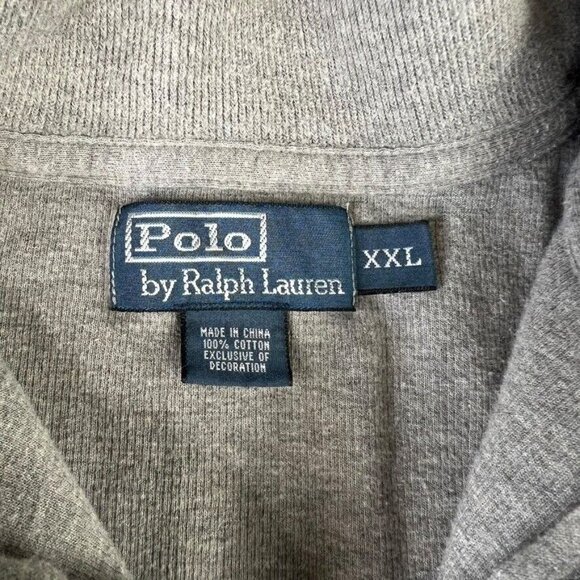 Polo
by Ralph Lauren
XXL
MADE IN CHINA
100% COTTON
EXCLUSIVE OF
DECORATION